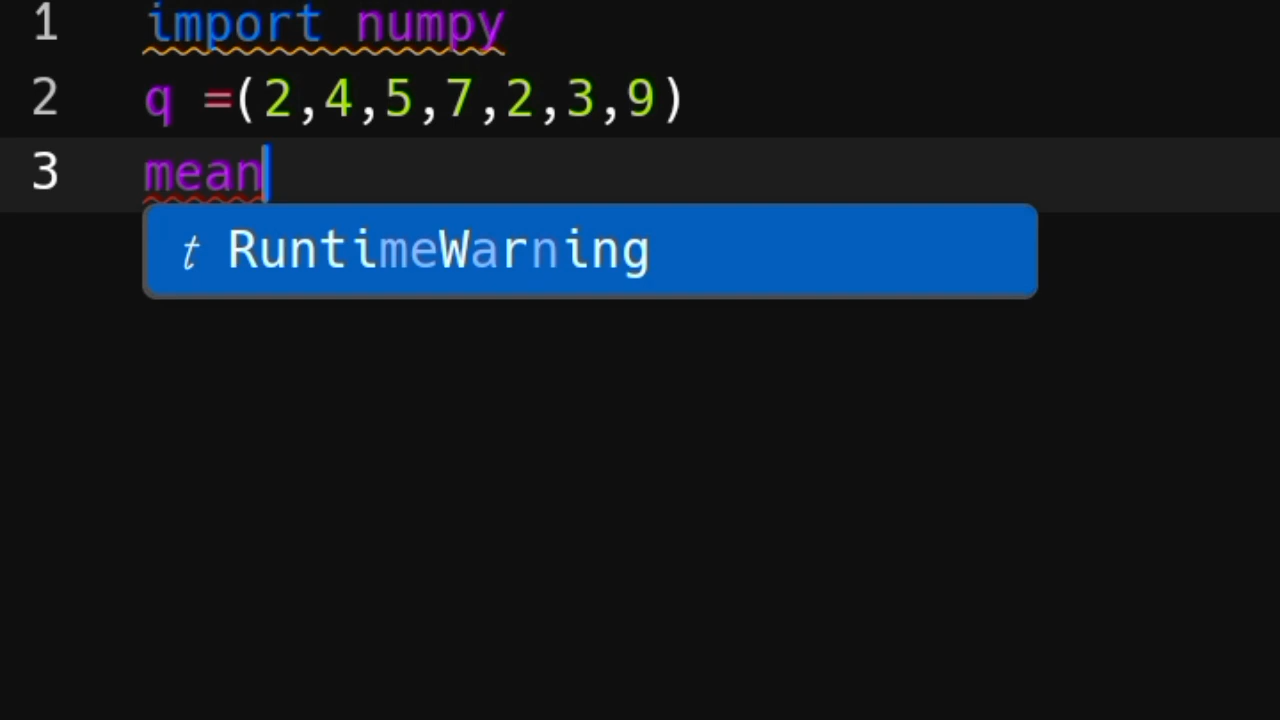 1 import numpy
2 q =(2,4,5,7,2,3,9)
3 mean
t RuntimeWarning